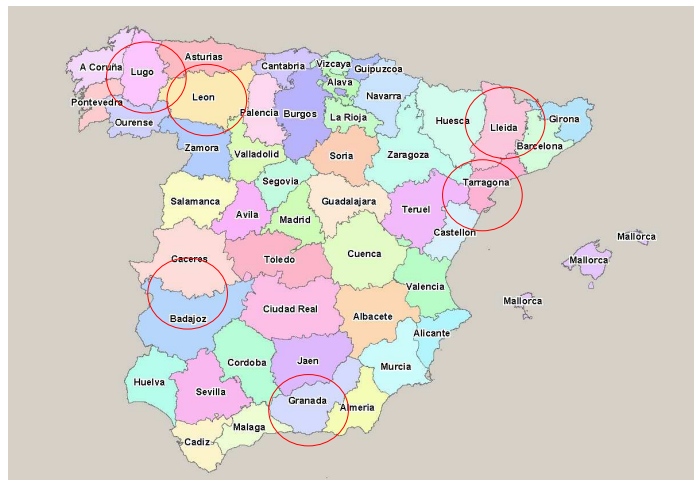 Asturias
A Coruña
Lugo
Cantabria
Vizcaya
Guipuzcoa
Alava
Navarra
Leon
Pontevedra
Ourense
Palencia
Burgos
La Rioja
Huesca
Lleida
Girona
Barcelona
Zamora
Valladolid
Soria
Zaragoza
Tarragona
Segovia
Salamanca
Avila
Madrid
Guadalajara
Teruel
Castellon
Mallorca
Caceres
Toledo
Cuenca
Mallorca
Valencia
Mallorca
Badajoz
Ciudad Real
Albacete
Alicante
Cordoba
Jaen
Murcia
Huelva
Sevilla
Granada
Almeria
Malaga
Cadiz